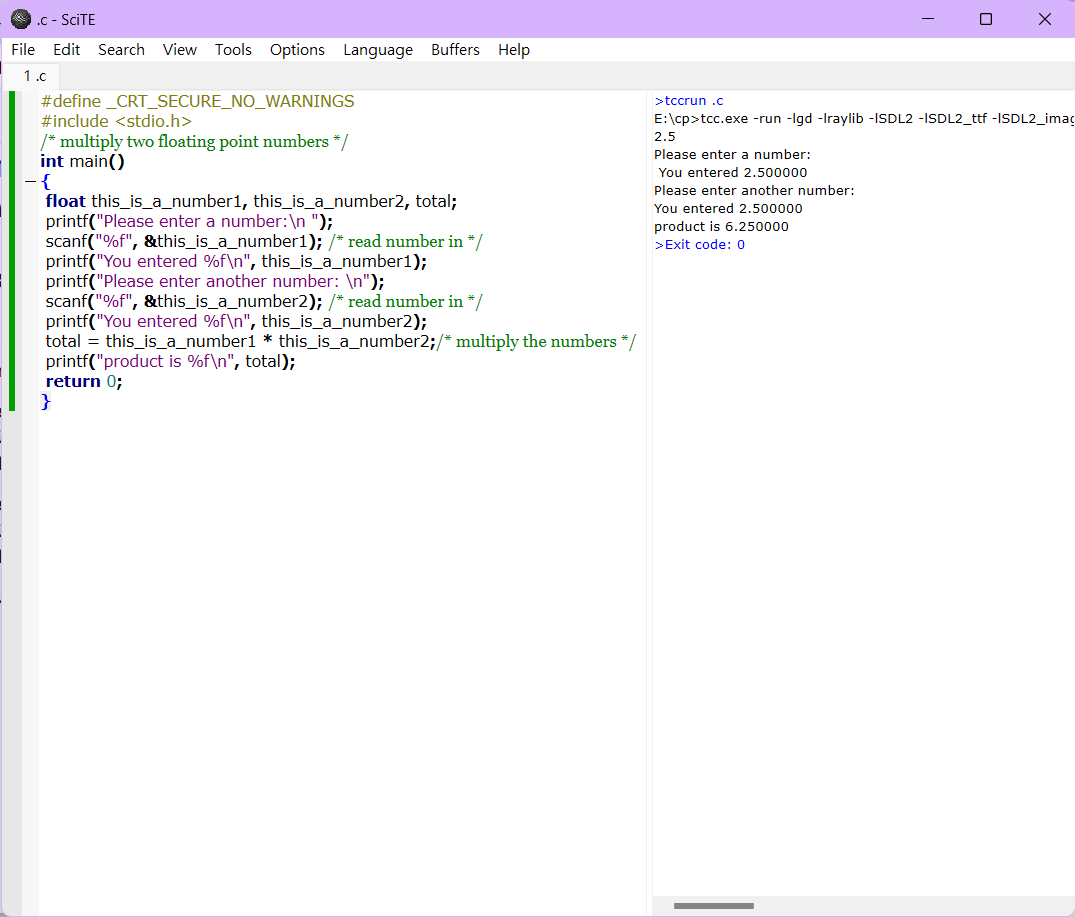 .c - SciTE
File Edit Search View Tools Options Language Buffers Help
1 .c
#define _CRT_SECURE_NO_WARNINGS
#include <stdio.h>
/* multiply two floating point numbers */
int main()
{
float this_is_a_number1, this_is_a_number2, total;
printf("Please enter a number:\n ");
scanf("%f", &this_is_a_number1); /* read number in */
printf("You entered %f\n", this_is_a_number1);
printf("Please enter another number: \n");
scanf("%f", &this_is_a_number2); /* read number in */
printf("You entered %f\n", this_is_a_number2);
total = this_is_a_number1 * this_is_a_number2;/* multiply the numbers */
printf("product is %f\n", total);
return 0;
}
>tccrun .c
E:\cp>tcc.exe -run -lgd -lraylib -lSDL2 -lSDL2_ttf -lSDL2_imag
2.5
Please enter a number:
You entered 2.500000
Please enter another number:
You entered 2.500000
product is 6.250000
>Exit code: 0